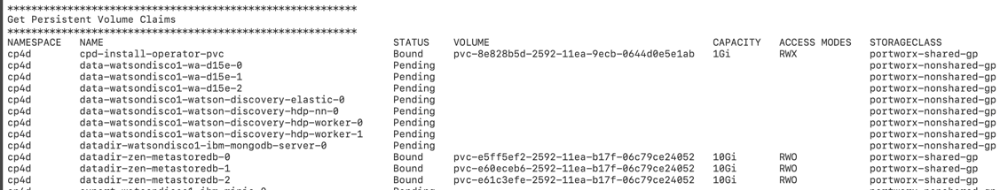 **********************************************************
Get Persistent Volume Claims
**********************************************************
NAMESPACE NAME STATUS VOLUME CAPACITY ACCESS MODES STORAGECLASS
cp4d cpd-install-operator-pvc Bound pvc-8e828b5d-2592-11ea-9ecb-0644d0e5e1ab 1Gi RWX portworx-shared-gp
cp4d data-watsondisco1-wa-d15e-0 Pending portworx-nonshared-gp
cp4d data-watsondisco1-wa-d15e-1 Pending portworx-nonshared-gp
cp4d data-watsondisco1-wa-d15e-2 Pending portworx-nonshared-gp
cp4d data-watsondisco1-watson-discovery-elastic-0 Pending portworx-nonshared-gp
cp4d data-watsondisco1-watson-discovery-hdp-nn-0 Pending portworx-nonshared-gp
cp4d data-watsondisco1-watson-discovery-hdp-worker-0 Pending portworx-nonshared-gp
cp4d data-watsondisco1-watson-discovery-hdp-worker-1 Pending portworx-nonshared-gp
cp4d datadir-watsondisco1-ibm-mongodb-server-0 Pending portworx-nonshared-gp
cp4d datadir-zen-metastoredb-0 Bound pvc-e5ff5ef2-2592-11ea-b17f-06c79ce24052 10Gi RWO portworx-shared-gp
cp4d datadir-zen-metastoredb-1 Bound pvc-e60eceb6-2592-11ea-b17f-06c79ce24052 10Gi RWO portworx-shared-gp
cp4d datadir-zen-metastoredb-2 Bound pvc-e61c3efe-2592-11ea-b17f-06c79ce24052 10Gi RWO portworx-shared-gp